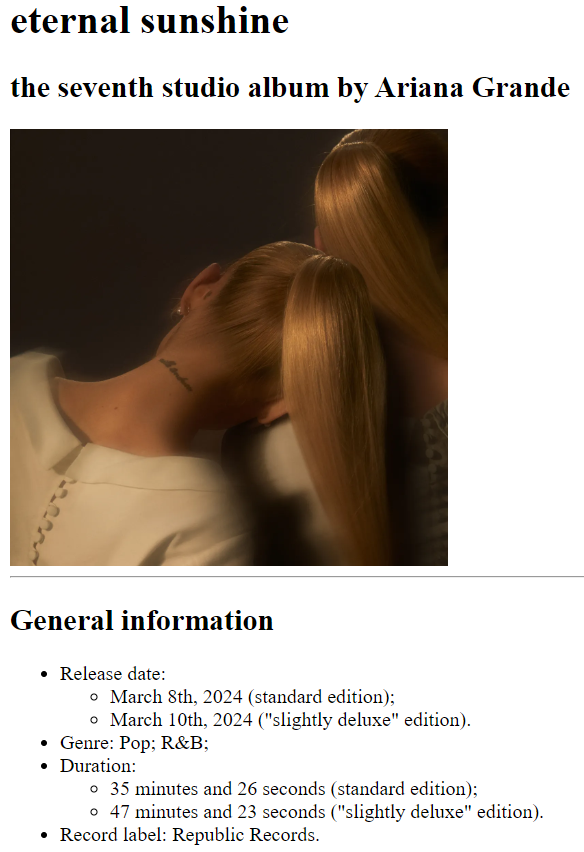 eternal sunshine
the seventh studio album by Ariana Grande
General information
Release date:
March 8th, 2024 (standard edition);
March 10th, 2024 ("slightly deluxe" edition).
Genre: Pop; R&B;
Duration:
35 minutes and 26 seconds (standard edition);
47 minutes and 23 seconds ("slightly deluxe" edition).
Record label: Republic Records.